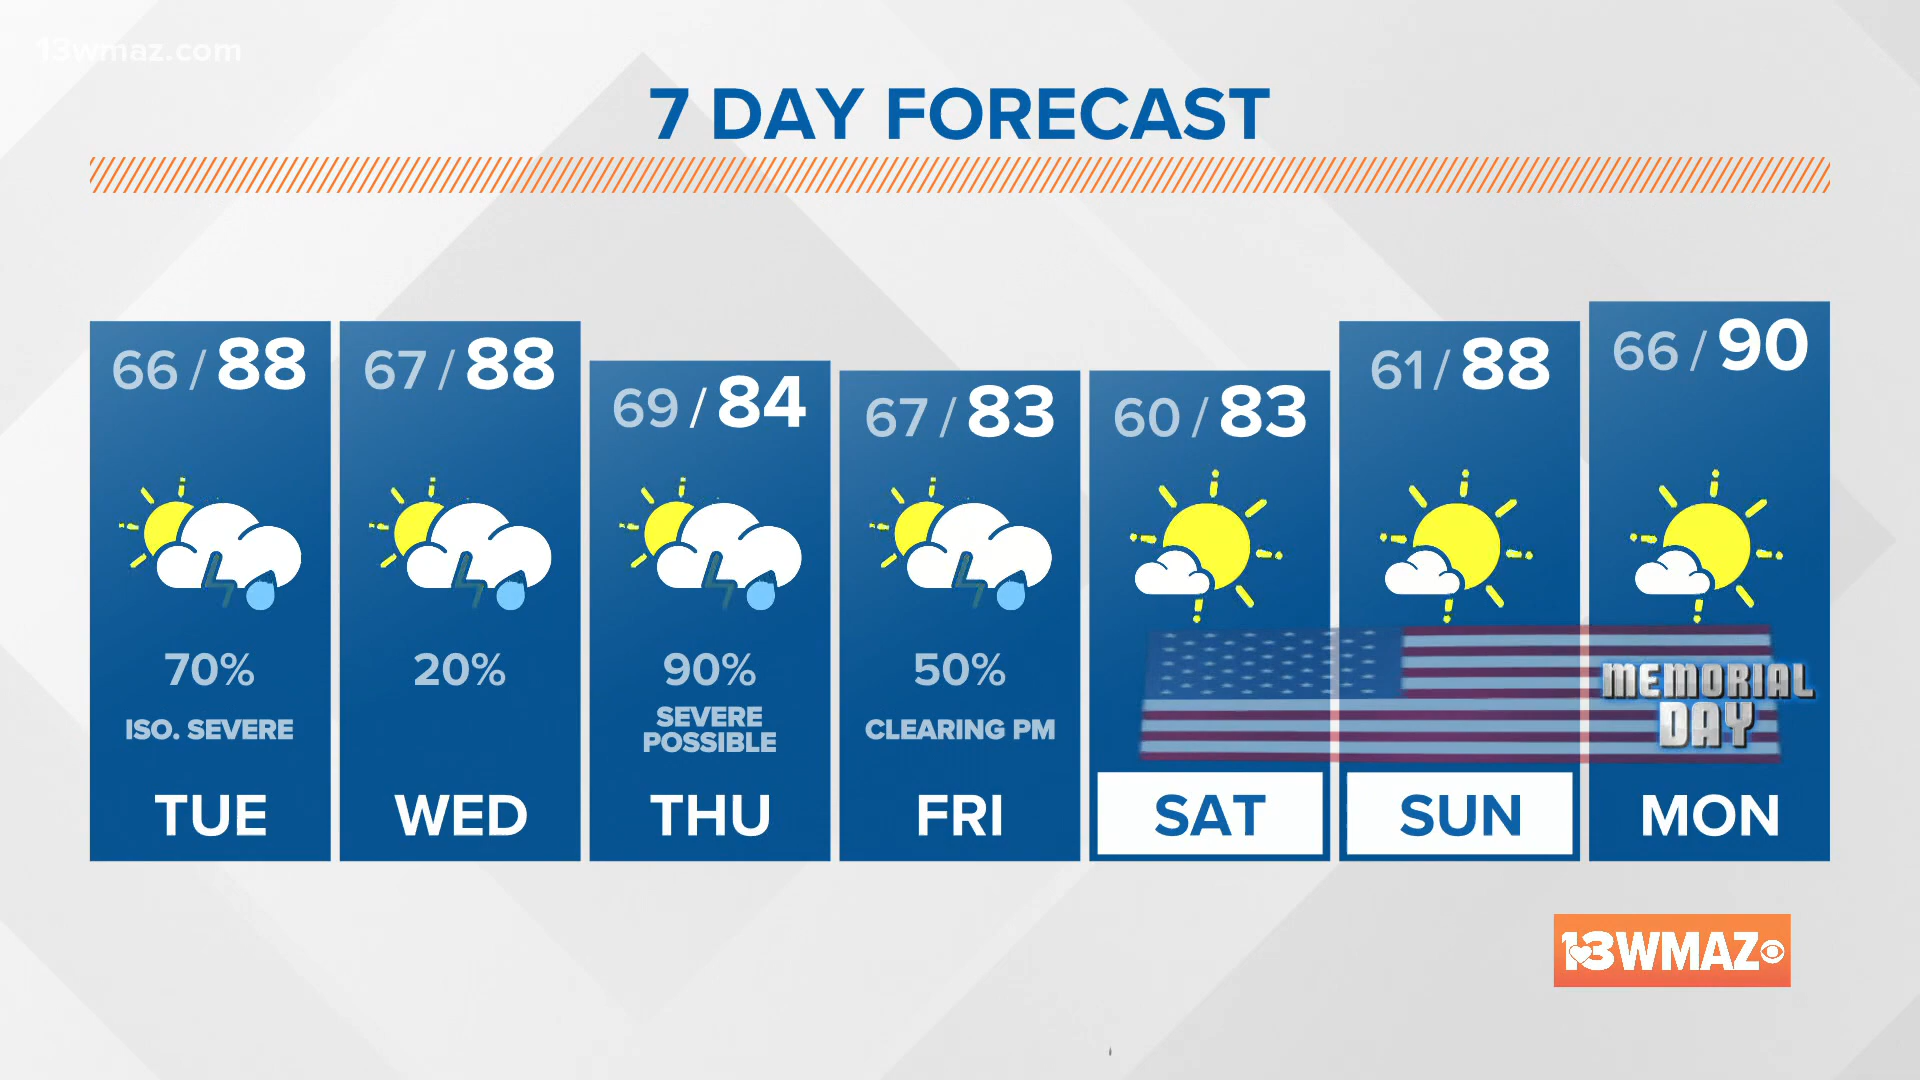 13wmaz.com
7 DAY FORECAST
66 / 88
70%
ISO. SEVERE
TUE
67 / 88
20%
WED
69 / 84
90%
SEVERE
POSSIBLE
THU
67 / 83
50%
CLEARING PM
FRI
60 / 83
SAT
61 / 88
SUN
66 / 90
MEMORIAL
DAY
MON
13WMAZ